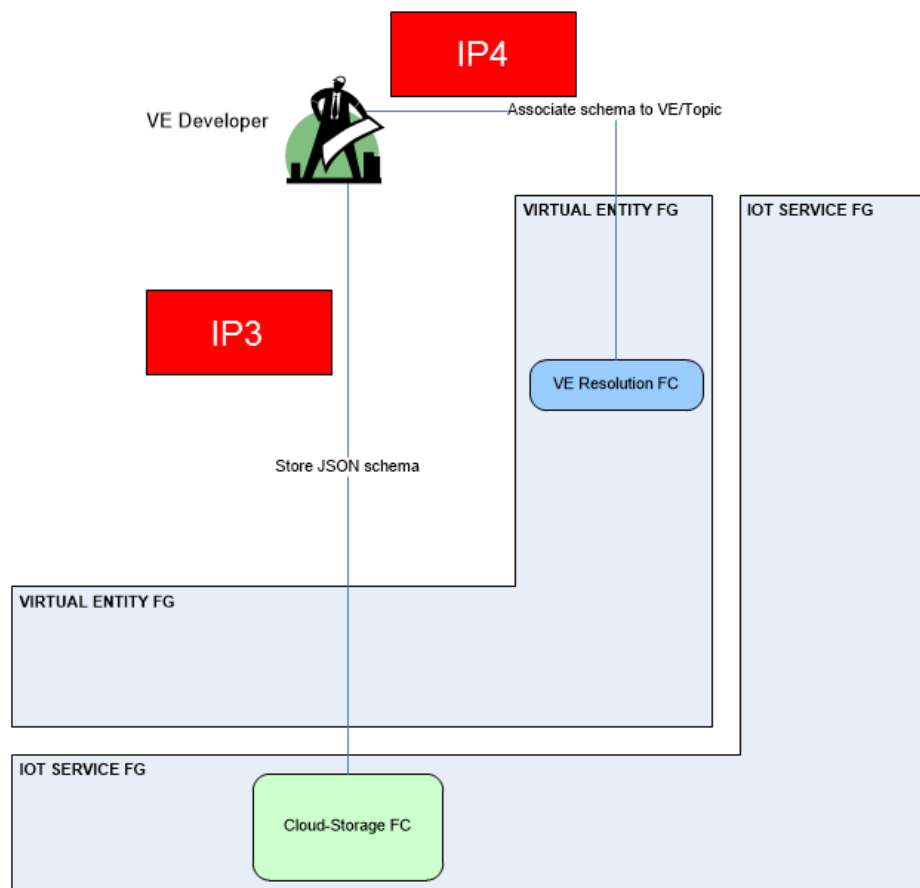 IP4
Associate schema to VE/Topic
VE Developer
VIRTUAL ENTITY FG
IOT SERVICE FG
IP3
VE Resolution FC
Store JSON schema
VIRTUAL ENTITY FG
IOT SERVICE FG
Cloud-Storage FC